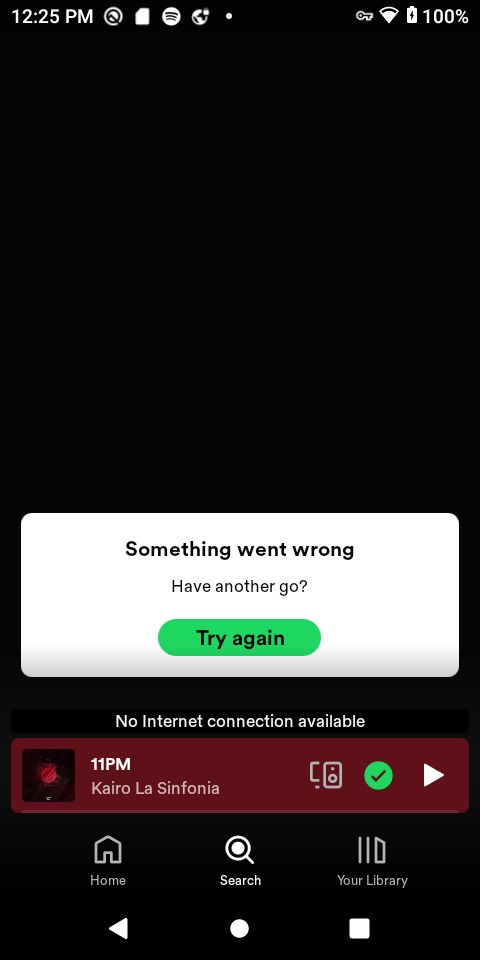 12:25 PM
100%
Something went wrong
Have another go?
Try again
No Internet connection available
11PM
Kairo La Sinfonia
Home
Search
Your Library